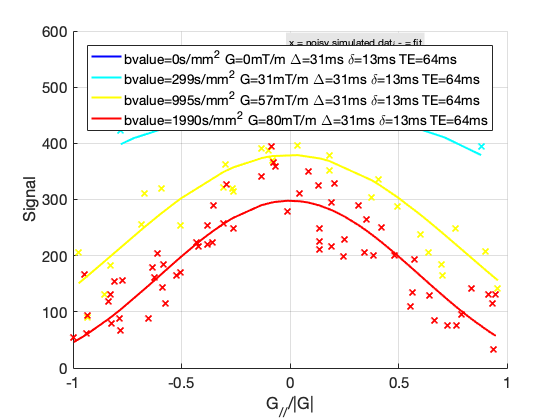 600
x = noisy simulated data - = fit
bvalue=0s/mm² G=0mT/m Δ=31ms δ=13ms TE=64ms
bvalue=299s/mm² G=31mT/m Δ=31ms δ=13ms TE=64ms
bvalue=995s/mm² G=57mT/m Δ=31ms δ=13ms TE=64ms
bvalue=1990s/mm² G=80mT/m Δ=31ms δ=13ms TE=64ms
500
400
300
200
100
0
Signal
-1 -0.5 0 0.5 1
G_{//}/|G|